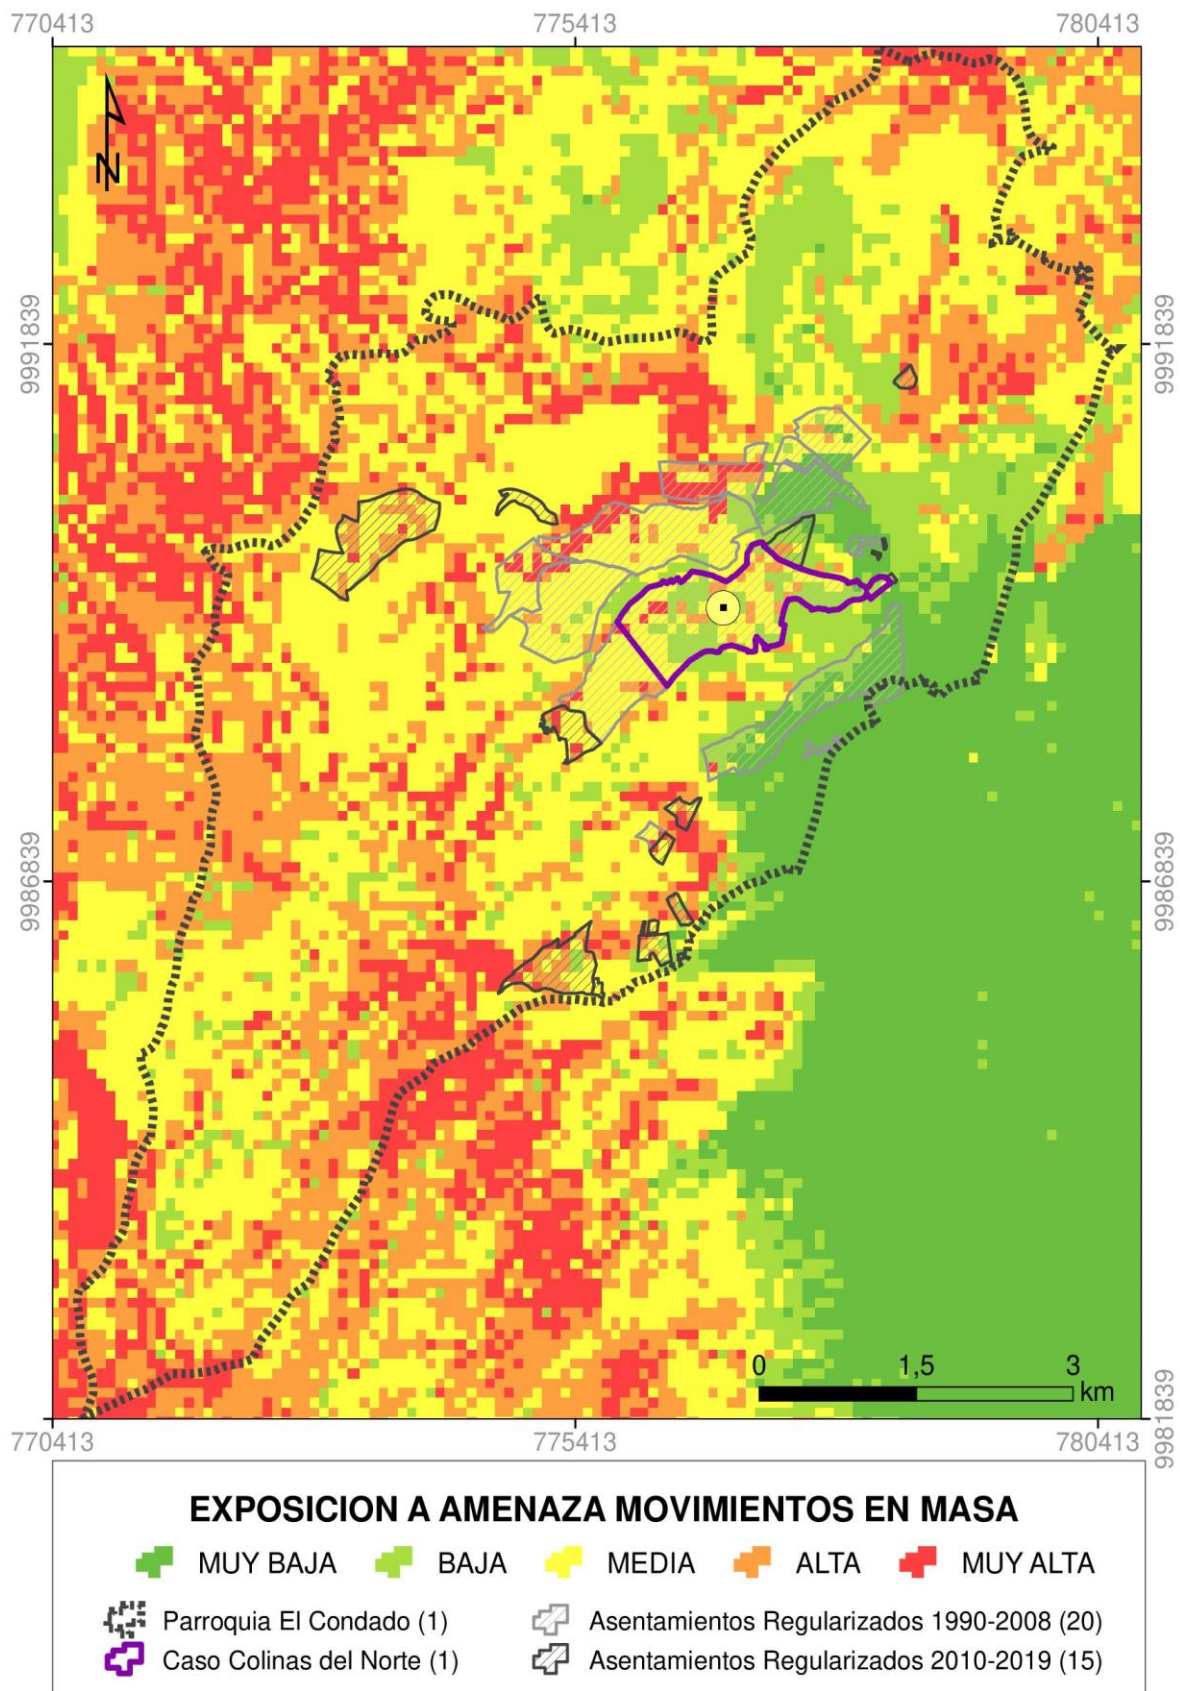 770413 775413 780413
N
9991839 9991839
9986839 9986839
0 1,5 3
km
9981839
770413 775413 780413
EXPOSICION A AMENAZA MOVIMIENTOS EN MASA
MUY BAJA BAJA MEDIA ALTA MUY ALTA
Parroquia El Condado (1) Asentamientos Regularizados 1990-2008 (20)
Caso Colinas del Norte (1) Asentamientos Regularizados 2010-2019 (15)